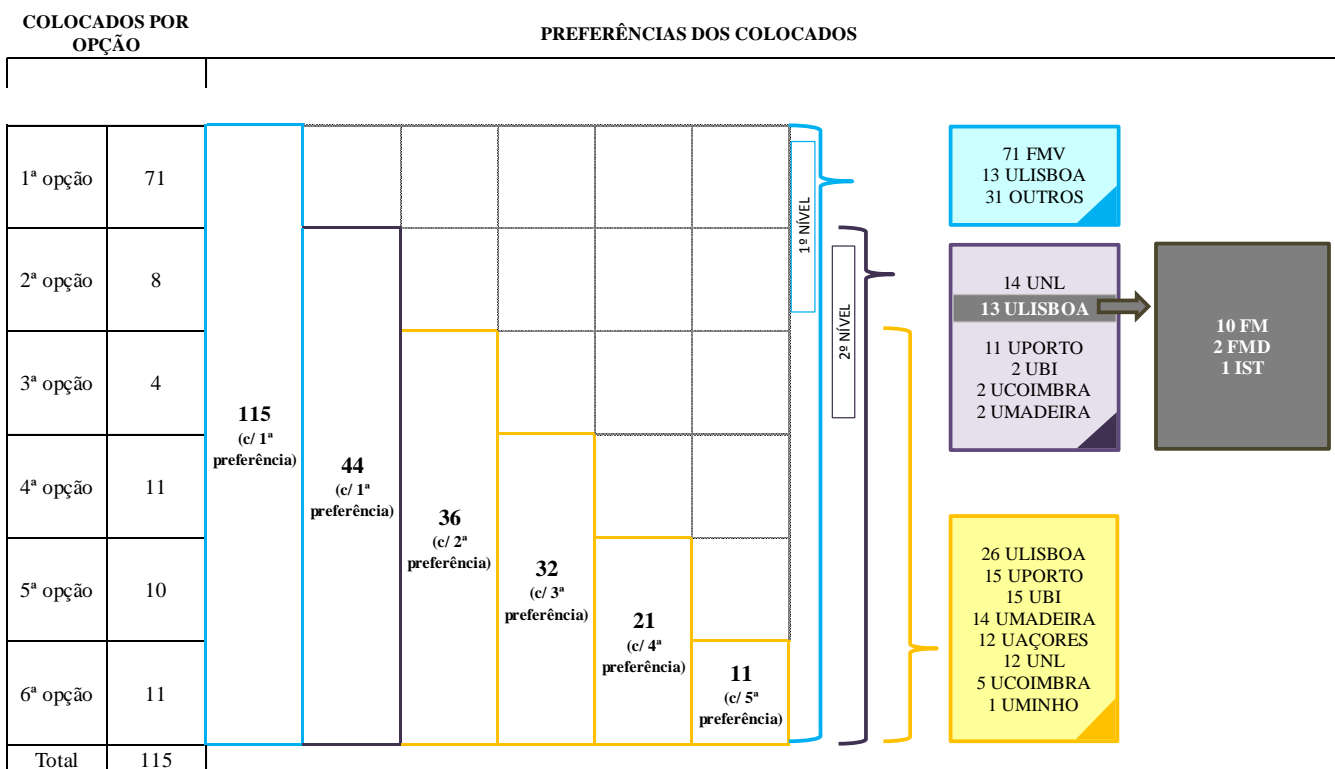 COLOCADOS POR
OPÇÃO
PREFERÊNCIAS DOS COLOCADOS
1ª opção 71
2ª opção 8
3ª opção 4
4ª opção 11
5ª opção 10
6ª opção 11
Total 115
115
(c/ 1ª
preferência)
44
(c/ 1ª
preferência)
36
(c/ 2ª
preferência)
32
(c/ 3ª
preferência)
21
(c/ 4ª
preferência)
11
(c/ 5ª
preferência)
1º NÍVEL
2º NÍVEL
71 FMV
13 ULISBOA
31 OUTROS
14 UNL
13 ULISBOA
11 UPORTO
2 UBI
2 UCOIMBRA
2 UMADEIRA
10 FM
2 FMD
1 IST
26 ULISBOA
15 UPORTO
15 UBI
14 UMADEIRA
12 UAÇORES
12 UNL
5 UCOIMBRA
1 UMINHO